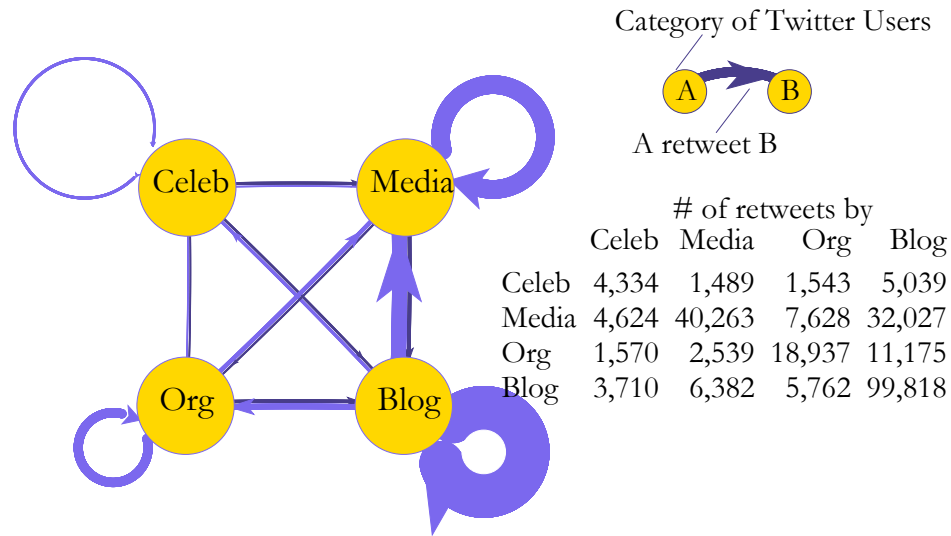 Category of Twitter Users
A B
A retweet B
Celeb Media
Org Blog
# of retweets by
Celeb Media Org Blog
Celeb 4,334 1,489 1,543 5,039
Media 4,624 40,263 7,628 32,027
Org 1,570 2,539 18,937 11,175
Blog 3,710 6,382 5,762 99,818